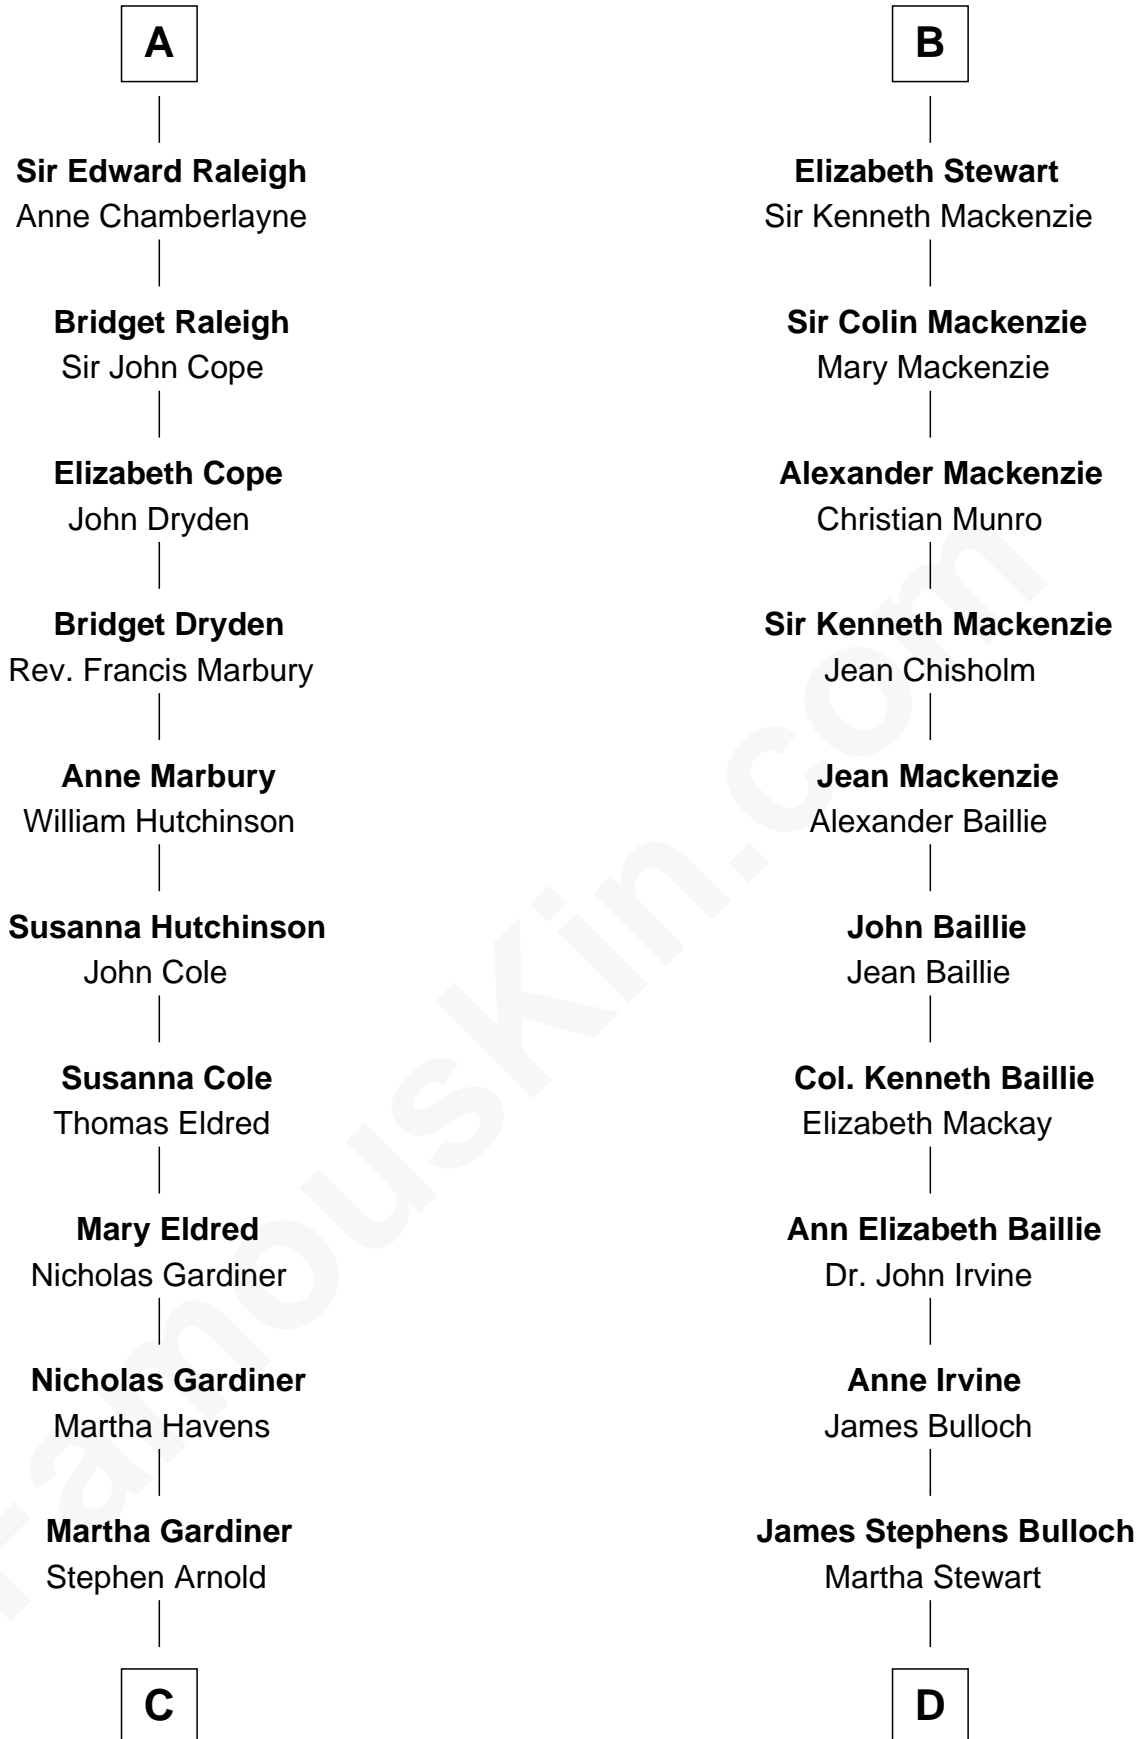 A
Sir Edward Raleigh
Anne Chamberlayne
Bridget Raleigh
Sir John Cope
Elizabeth Cope
John Dryden
Bridget Dryden
Rev. Francis Marbury
Anne Marbury
William Hutchinson
Susanna Hutchinson
John Cole
Susanna Cole
Thomas Eldred
Mary Eldred
Nicholas Gardiner
Nicholas Gardiner
Martha Havens
Martha Gardiner
Stephen Arnold
C
B
Elizabeth Stewart
Sir Kenneth Mackenzie
Sir Colin Mackenzie
Mary Mackenzie
Alexander Mackenzie
Christian Munro
Sir Kenneth Mackenzie
Jean Chisholm
Jean Mackenzie
Alexander Baillie
John Baillie
Jean Baillie
Col. Kenneth Baillie
Elizabeth Mackay
Ann Elizabeth Baillie
Dr. John Irvine
Anne Irvine
James Bulloch
James Stephens Bulloch
Martha Stewart
D
FamousKin.com